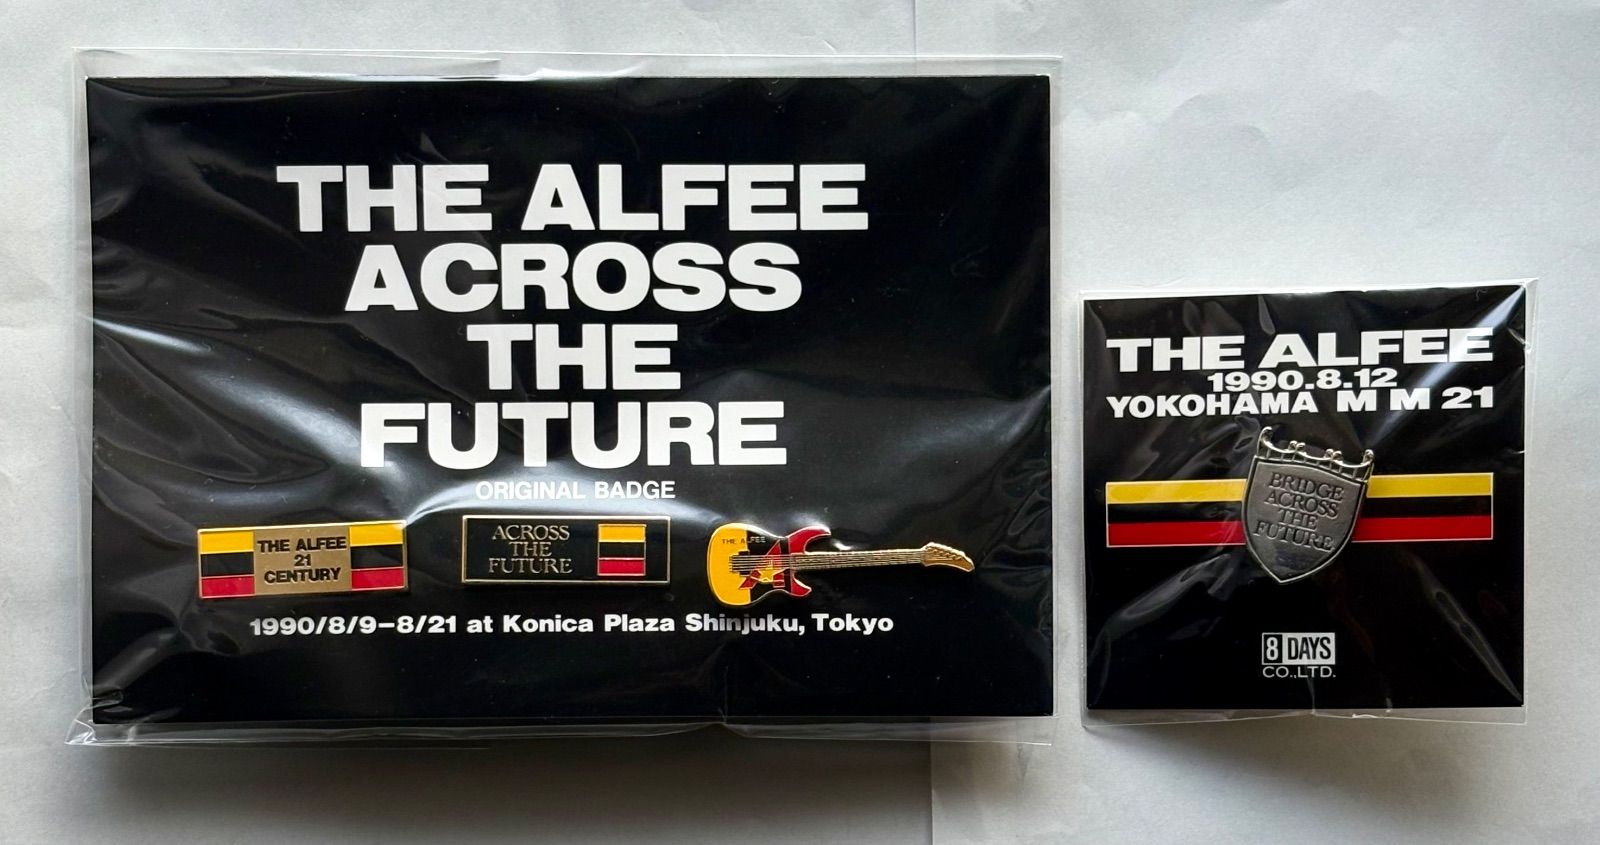 THE ALFEE
ACROSS
THE
FUTURE
ORIGINAL BADGE
THE ALFEE
21
CENTURY
ACROSS
THE
FUTURE
THE ALFEE
1990/8/9–8/21 at Konica Plaza Shinjuku, Tokyo
THE ALFEE
1990.8.12
YOKOHAMA M M 21
BRIDGE
ACROSS
THE
FUTURE
8 DAYS
CO.,LTD.